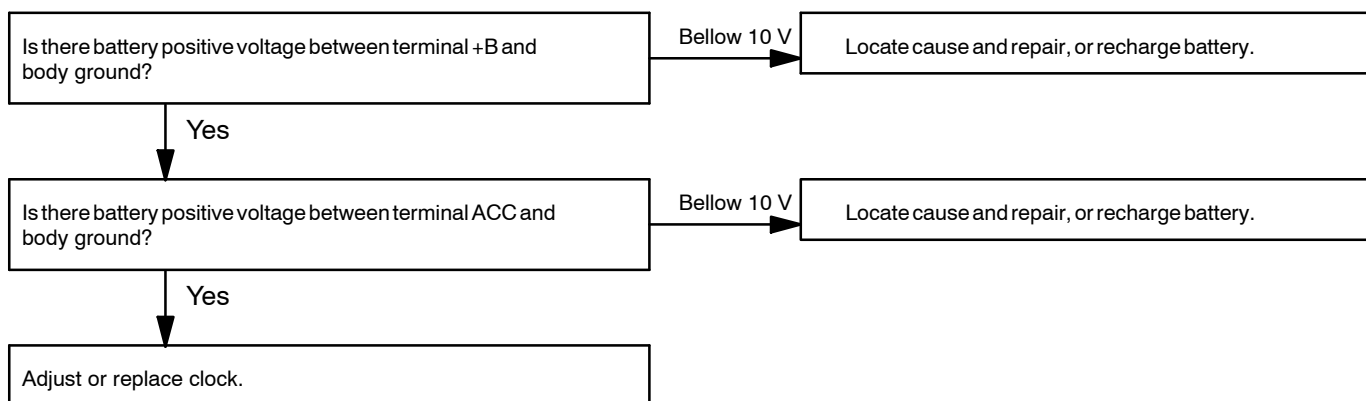 Is there battery positive voltage between terminal +B and
body ground?
Bellow 10 V
Locate cause and repair, or recharge battery.
Yes
Is there battery positive voltage between terminal ACC and
body ground?
Bellow 10 V
Locate cause and repair, or recharge battery.
Yes
Adjust or replace clock.